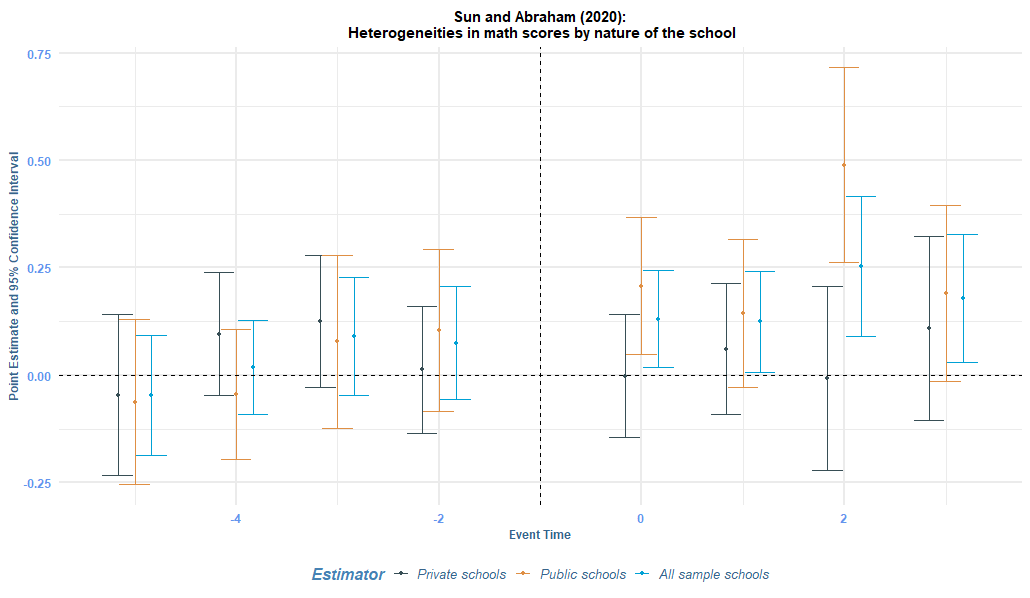 Sun and Abraham (2020):
Heterogeneities in math scores by nature of the school
Point Estimate and 95% Confidence Interval
0.75
0.50
0.25
0.00
-0.25
-4
-2
0
2
Event Time
Estimator Private schools Public schools All sample schools